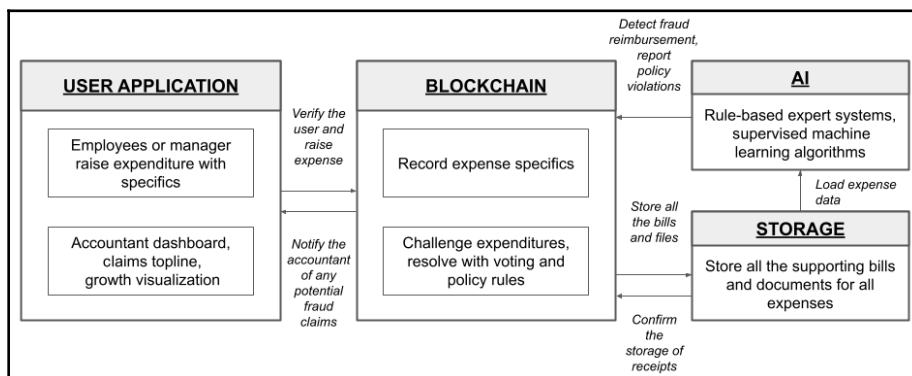 USER APPLICATION
Employees or manager
raise expenditure with
specifics
Accountant dashboard,
claims topline,
growth visualization
Verify the
user and
raise
expense
Notify the
accountant
of any
potential
fraud
claims
BLOCKCHAIN
Record expense specifics
Challenge expenditures,
resolve with voting and
policy rules
Detect fraud
reimbursement,
report
policy
violations
Store all
the bills
and files
Confirm
the
storage of
receipts
AI
Rule-based expert systems,
supervised machine
learning algorithms
Load expense
data
STORAGE
Store all the supporting bills
and documents for all
expenses